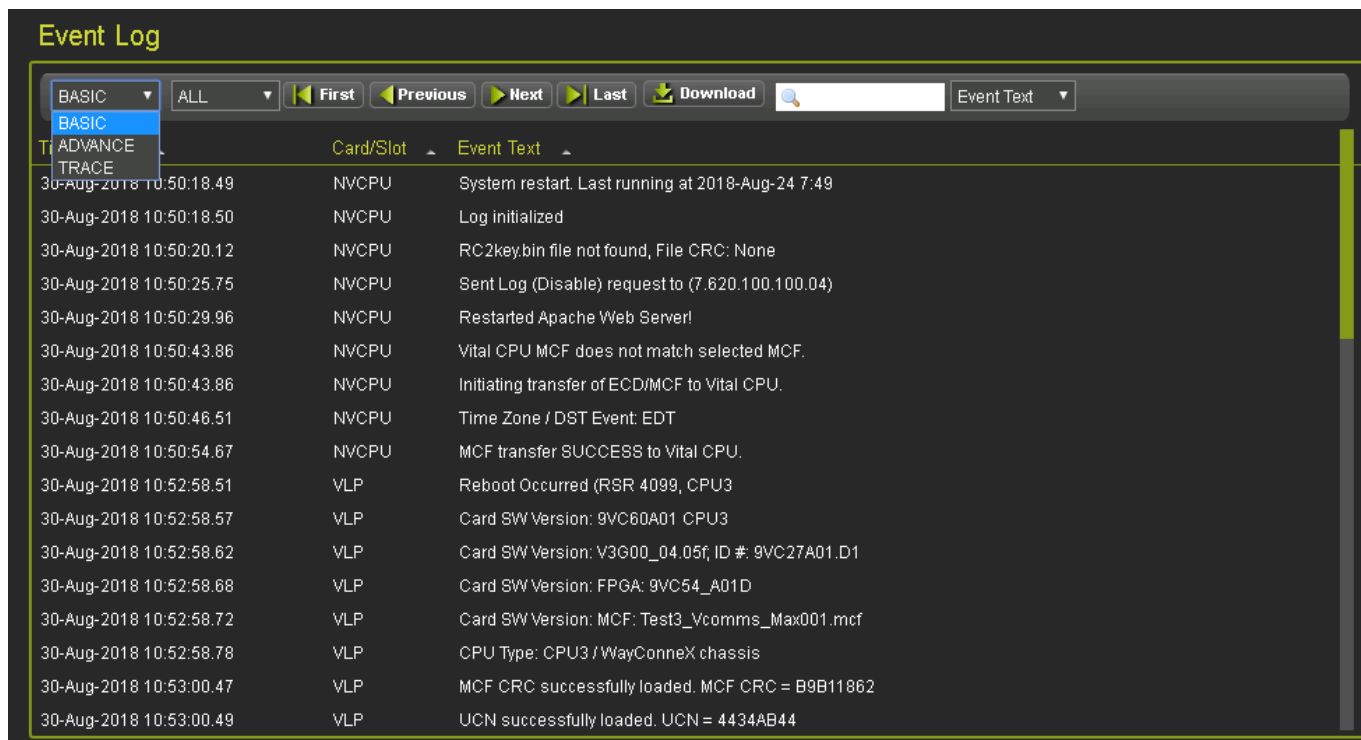 Event Log
BASIC ALL First Previous Next Last Download Event Text
BASIC
ADVANCE
TRACE
Card/Slot Event Text
30-Aug-2018 10:50:18.49 NVCPU System restart. Last running at 2018-Aug-24 7:49
30-Aug-2018 10:50:18.50 NVCPU Log initialized
30-Aug-2018 10:50:20.12 NVCPU RC2key.bin file not found, File CRC: None
30-Aug-2018 10:50:25.75 NVCPU Sent Log (Disable) request to (7.620.100.100.04)
30-Aug-2018 10:50:29.96 NVCPU Restarted Apache Web Server!
30-Aug-2018 10:50:43.86 NVCPU Vital CPU MCF does not match selected MCF.
30-Aug-2018 10:50:43.86 NVCPU Initiating transfer of ECD/MCF to Vital CPU.
30-Aug-2018 10:50:46.51 NVCPU Time Zone / DST Event: EDT
30-Aug-2018 10:50:54.67 NVCPU MCF transfer SUCCESS to Vital CPU.
30-Aug-2018 10:52:58.51 VLP Reboot Occurred (RSR 4099, CPU3
30-Aug-2018 10:52:58.57 VLP Card SW Version: 9VC60A01 CPU3
30-Aug-2018 10:52:58.62 VLP Card SW Version: V3G00_04.05f; ID #: 9VC27A01.D1
30-Aug-2018 10:52:58.68 VLP Card SW Version: FPGA: 9VC54_A01D
30-Aug-2018 10:52:58.72 VLP Card SW Version: MCF: Test3_Vcomms_Max001.mcf
30-Aug-2018 10:52:58.78 VLP CPU Type: CPU3 / WayConneX chassis
30-Aug-2018 10:53:00.47 VLP MCF CRC successfully loaded. MCF CRC = B9B11862
30-Aug-2018 10:53:00.49 VLP UCN successfully loaded. UCN = 4434AB44